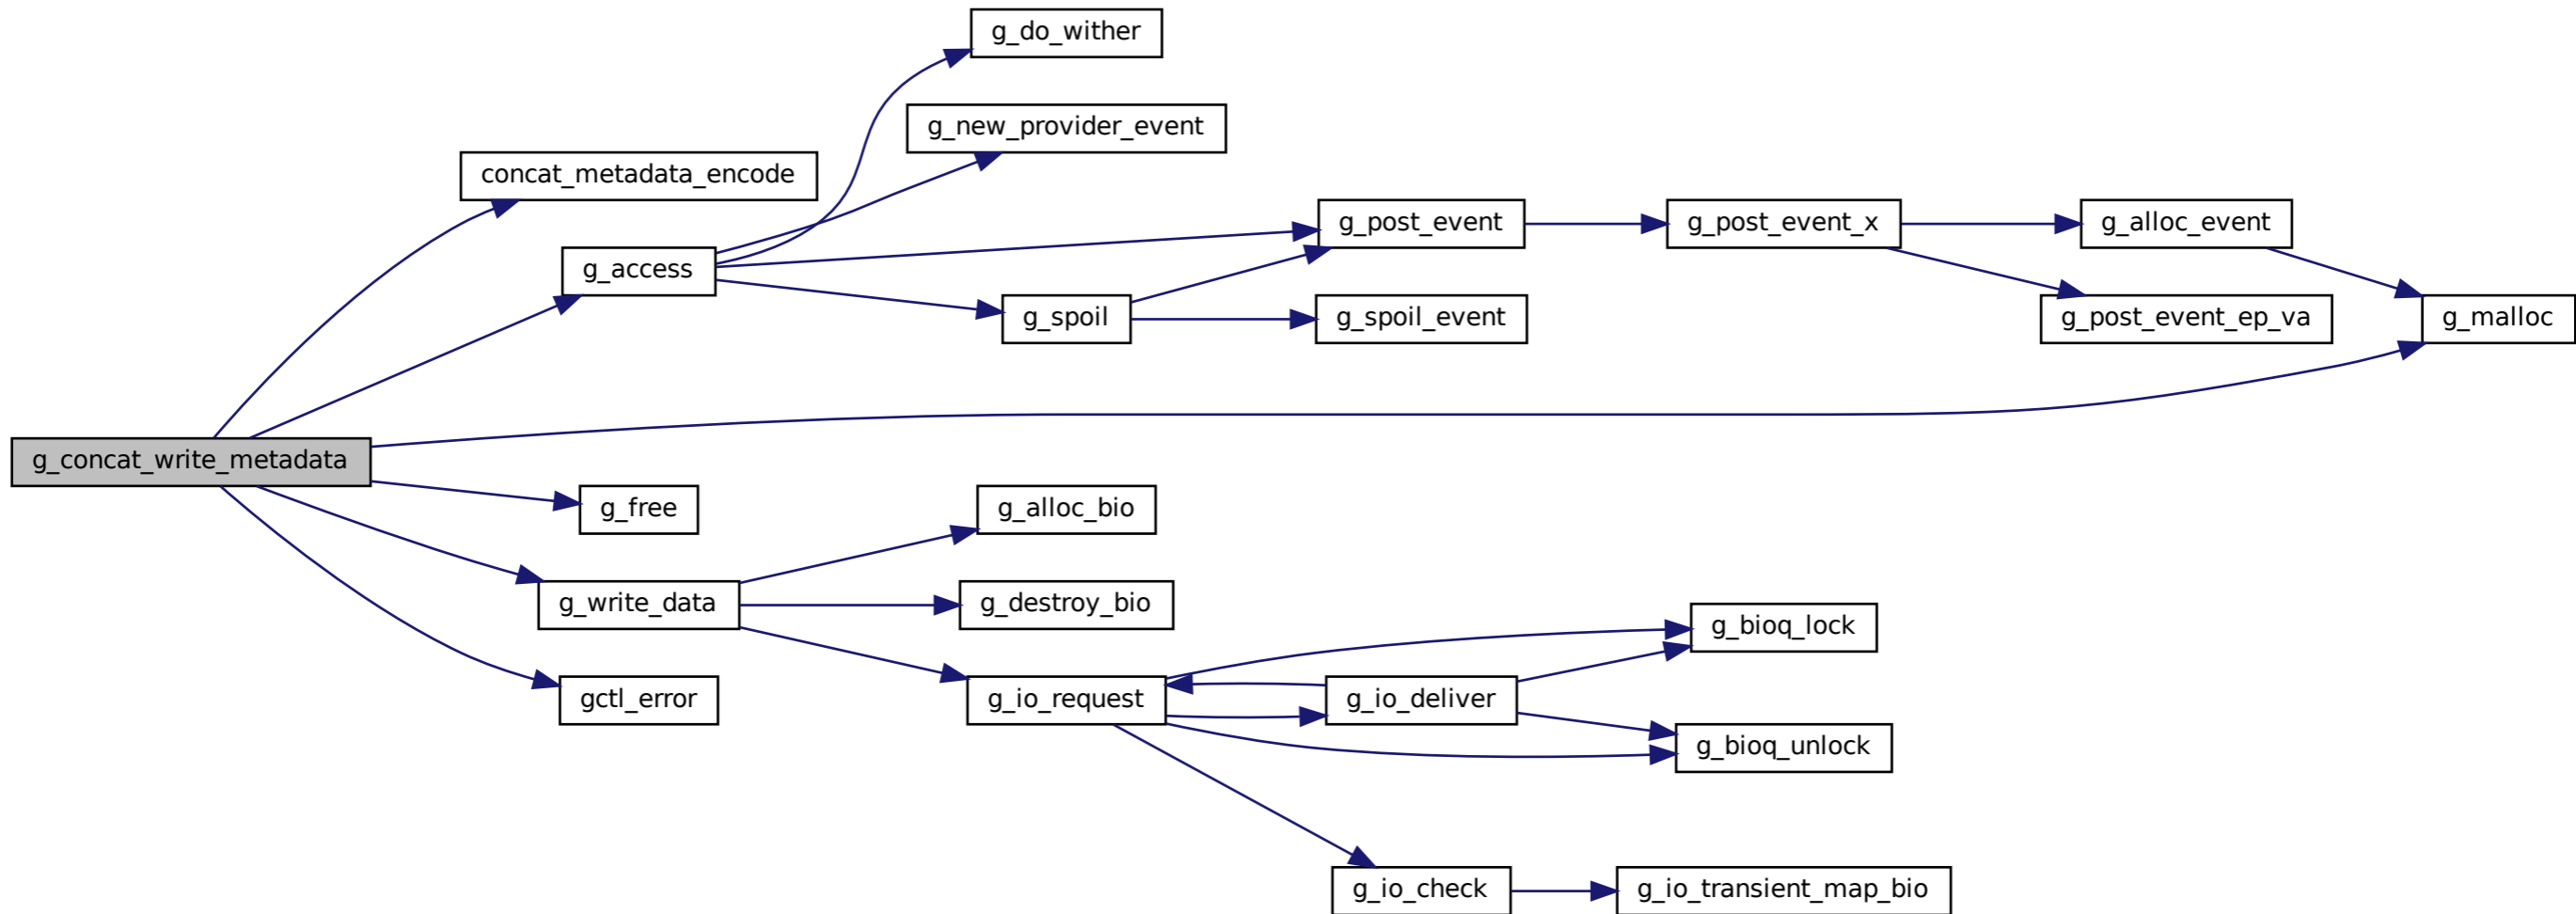 g_do_wither
g_new_provider_event
concat_metadata_encode
g_post_event
g_post_event_x
g_alloc_event
g_access
g_spoil
g_spoil_event
g_post_event_ep_va
g_malloc
g_concat_write_metadata
g_free
g_alloc_bio
g_write_data
g_destroy_bio
g_bioq_lock
gctl_error
g_io_request
g_io_deliver
g_bioq_unlock
g_io_check
g_io_transient_map_bio